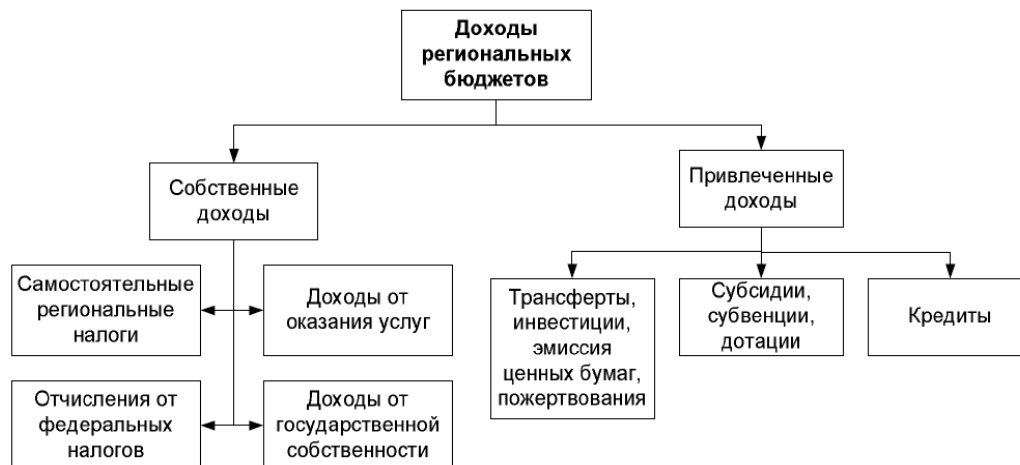 Доходы
региональных
бюджетов
Собственные
доходы
Привлеченные
доходы
Самостоятельные
региональные
налоги
Доходы от
оказания услуг
Трансферты,
инвестиции,
эмиссия
ценных бумаг,
пожертвования
Субсидии,
субвенции,
дотации
Кредиты
Отчисления от
федеральных
налогов
Доходы от
государственной
собственности